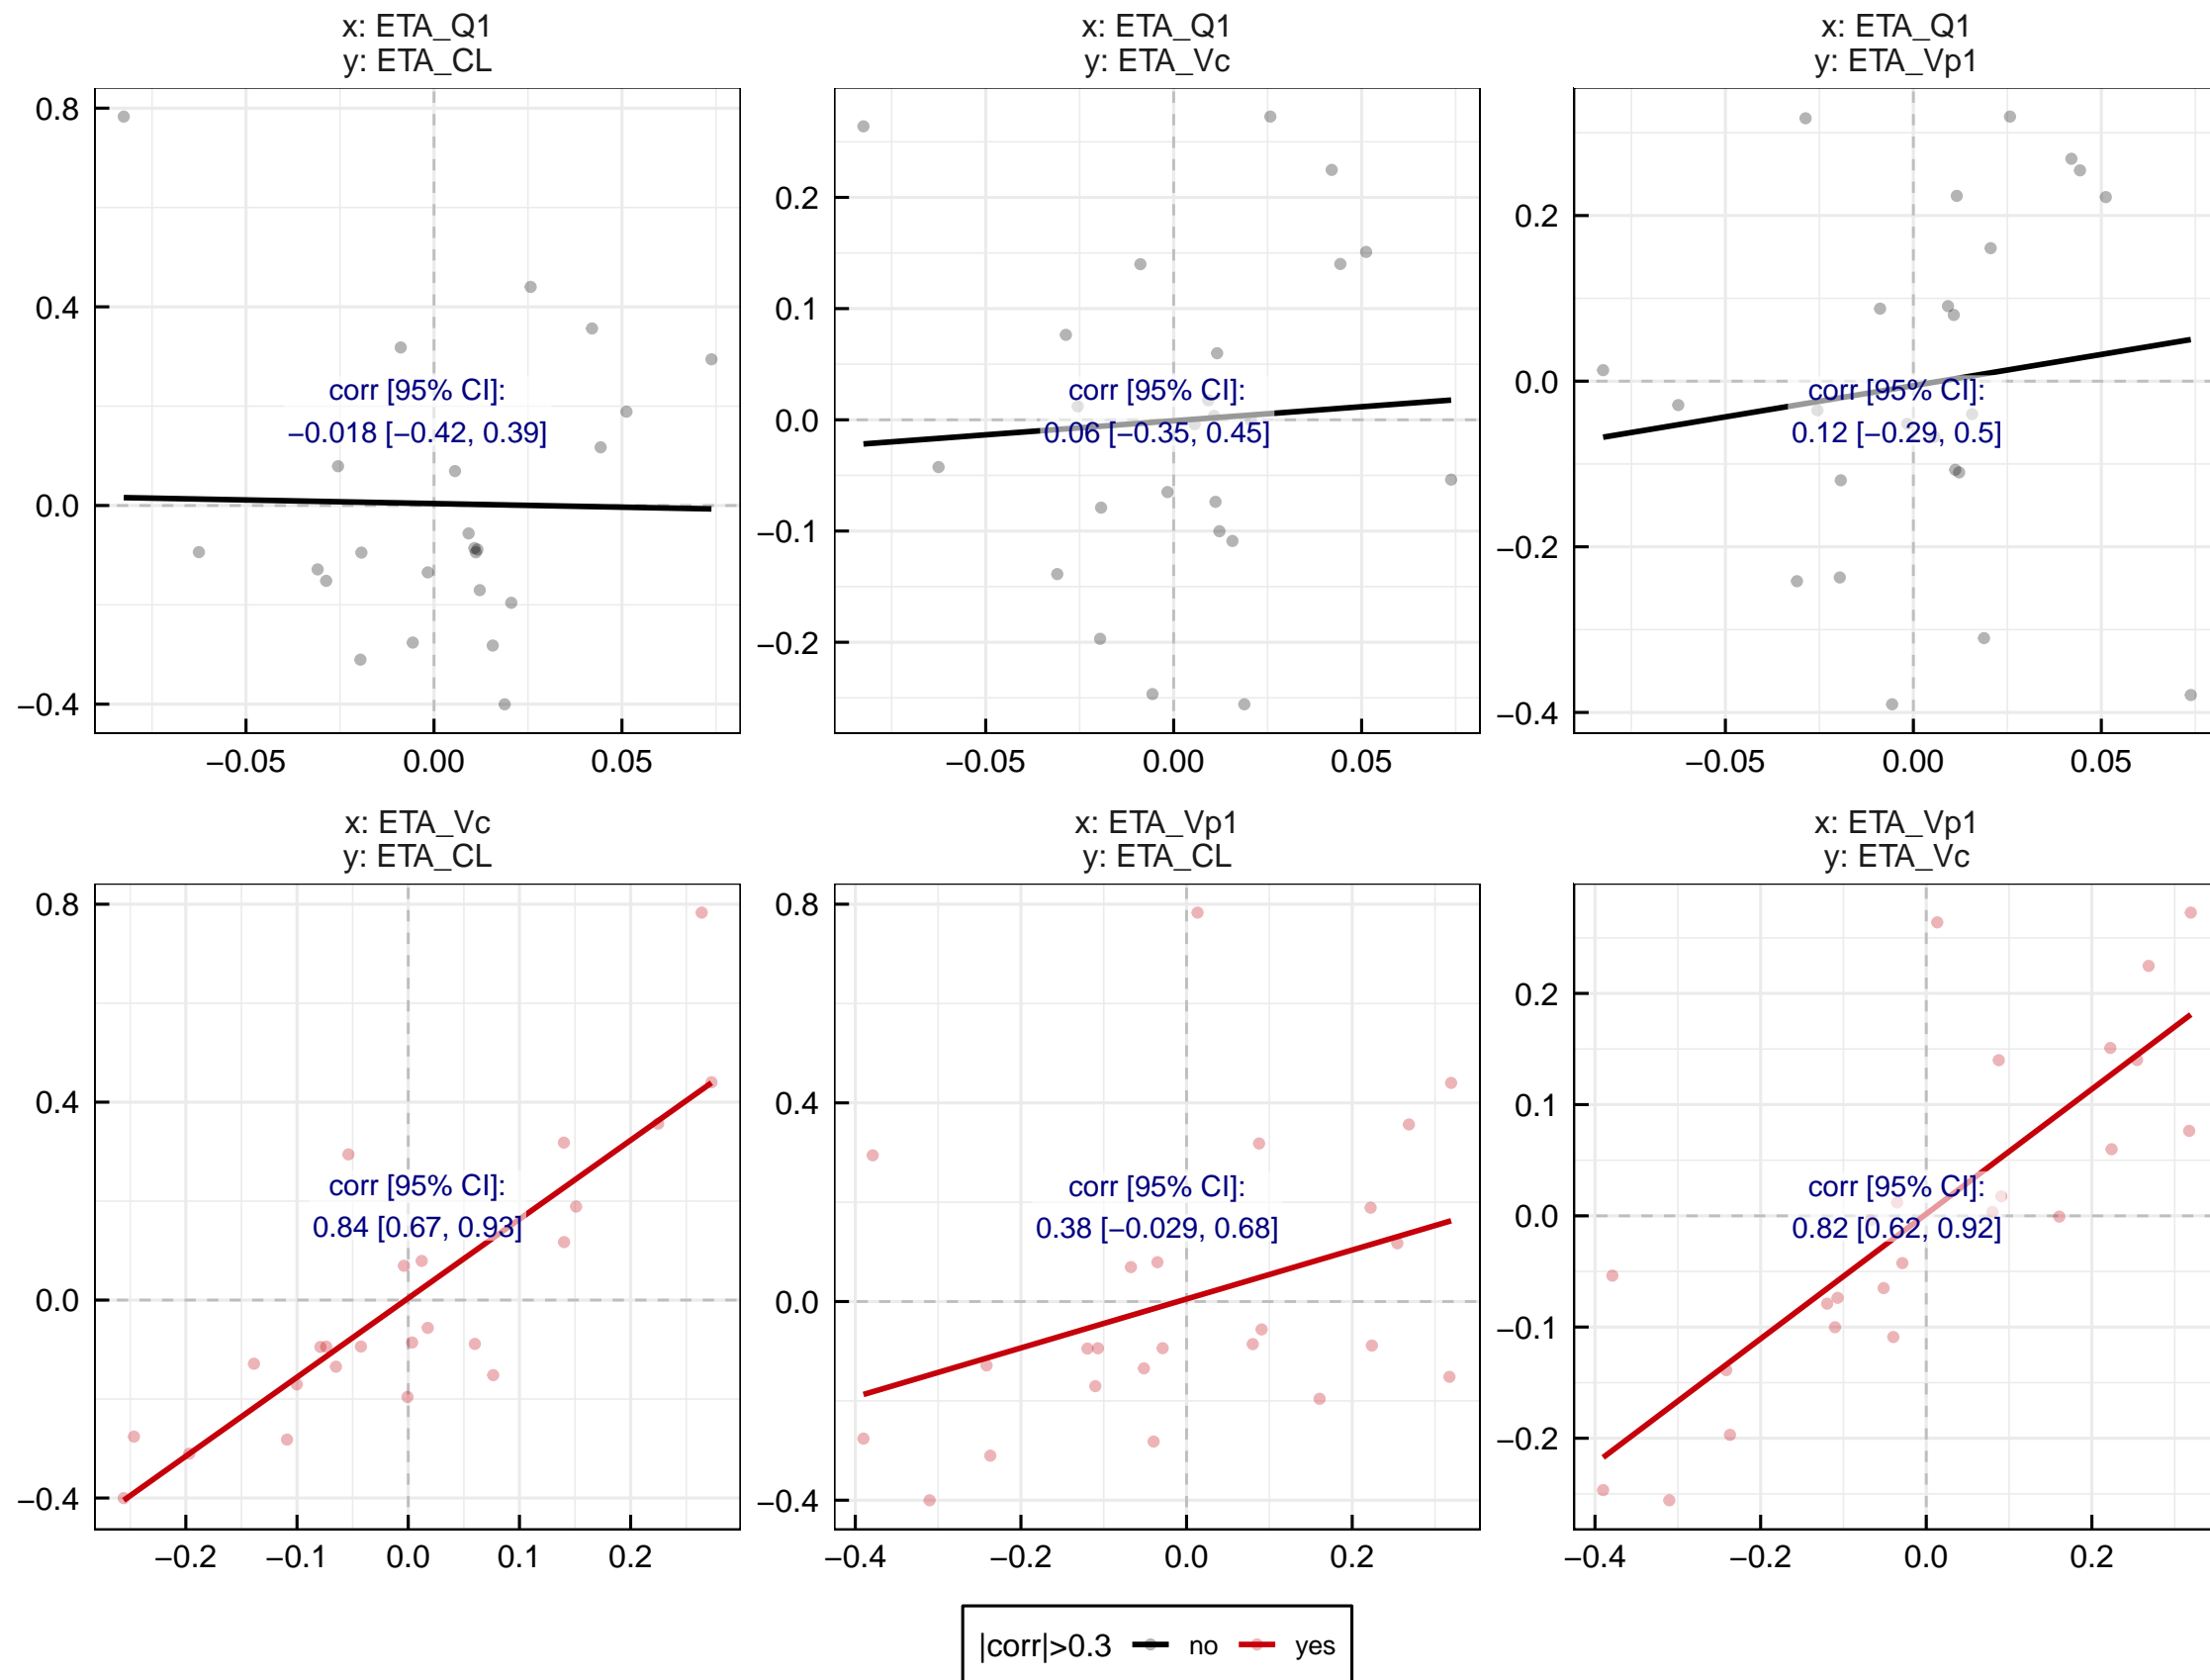 x: ETA_Q1
y: ETA_CL
x: ETA_Q1
y: ETA_Vc
x: ETA_Q1
y: ETA_Vp1
0.8
0.4
0.0
−0.4
−0.05 0.00 0.05
corr [95% CI]:
−0.018 [−0.42, 0.39]
0.2
0.1
0.0
−0.1
−0.2
−0.05 0.00 0.05
corr [95% CI]:
0.06 [−0.35, 0.45]
0.2
0.0
−0.2
−0.4
−0.05 0.00 0.05
corr [95% CI]:
0.12 [−0.29, 0.5]
x: ETA_Vc
y: ETA_CL
x: ETA_Vp1
y: ETA_CL
x: ETA_Vp1
y: ETA_Vc
0.8
0.4
0.0
−0.4
−0.2 −0.1 0.0 0.1 0.2
corr [95% CI]:
0.84 [0.67, 0.93]
0.8
0.4
0.0
−0.4
−0.4 −0.2 0.0 0.2
corr [95% CI]:
0.38 [−0.029, 0.68]
0.2
0.1
0.0
−0.1
−0.2
−0.4 −0.2 0.0 0.2
corr [95% CI]:
0.82 [0.62, 0.92]
|corr|>0.3 no yes